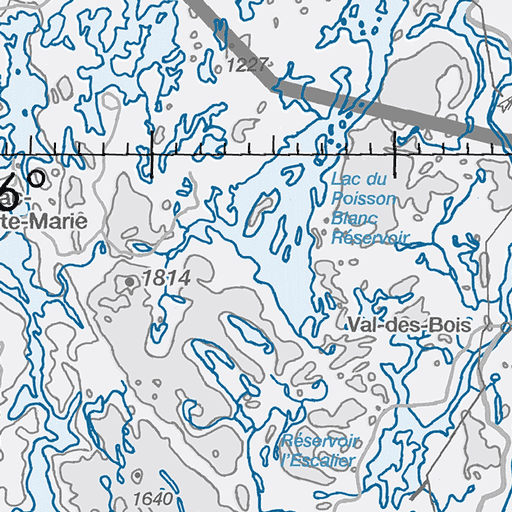 1227
6°
Lac du
Poisson
Blanc
Réservoir
te-Marie
1814
Val-des-Bois
Réservoir
l'Escalier
1640